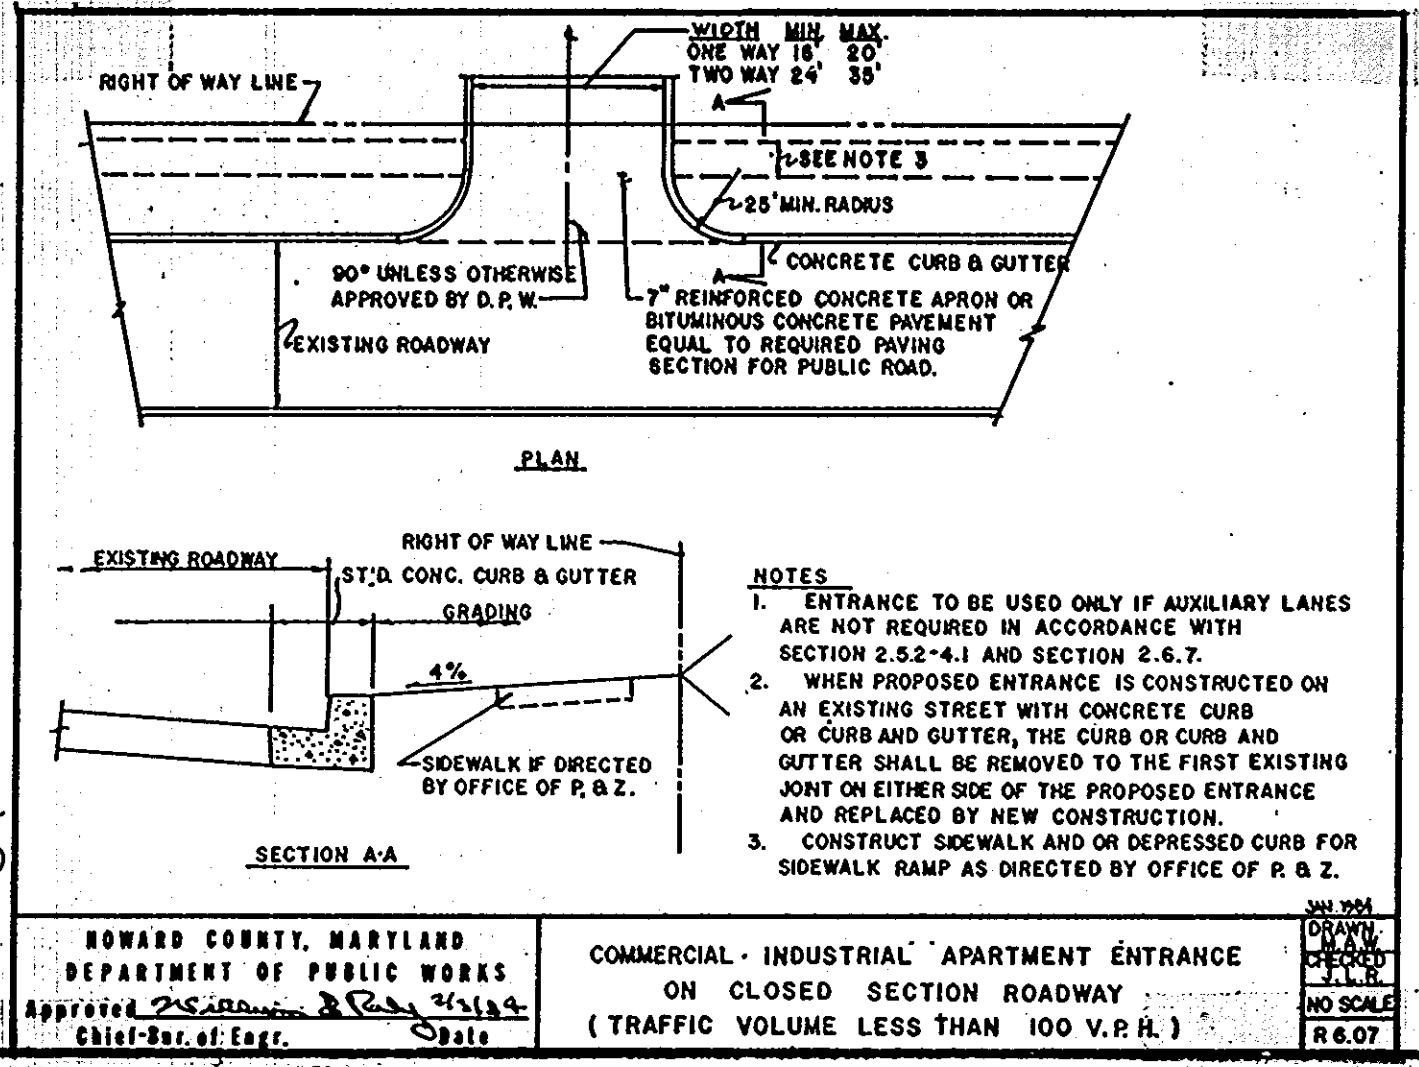 WIDTH MIN. MAX.
ONE WAY 16' 20'
TWO WAY 24' 35'
RIGHT OF WAY LINE
A
SEE NOTE 3
25' MIN. RADIUS
90° UNLESS OTHERWISE
APPROVED BY D.P.W.
A
CONCRETE CURB & GUTTER
7" REINFORCED CONCRETE APRON OR
BITUMINOUS CONCRETE PAVEMENT
EQUAL TO REQUIRED PAVING
SECTION FOR PUBLIC ROAD.
EXISTING ROADWAY
PLAN
RIGHT OF WAY LINE
EXISTING ROADWAY
ST'D. CONC. CURB & GUTTER
GRADING
4%
SIDEWALK IF DIRECTED
BY OFFICE OF P. & Z.
SECTION A-A
NOTES
1. ENTRANCE TO BE USED ONLY IF AUXILIARY LANES
ARE NOT REQUIRED IN ACCORDANCE WITH
SECTION 2.5.2-4.1 AND SECTION 2.6.7.
2. WHEN PROPOSED ENTRANCE IS CONSTRUCTED ON
AN EXISTING STREET WITH CONCRETE CURB
OR CURB AND GUTTER, THE CURB OR CURB AND
GUTTER SHALL BE REMOVED TO THE FIRST EXISTING
JOINT ON EITHER SIDE OF THE PROPOSED ENTRANCE
AND REPLACED BY NEW CONSTRUCTION.
3. CONSTRUCT SIDEWALK AND OR DEPRESSED CURB FOR
SIDEWALK RAMP AS DIRECTED BY OFFICE OF P. & Z.
HOWARD COUNTY, MARYLAND
DEPARTMENT OF PUBLIC WORKS
Approved 2/3/84
Chief-Bur. of Engr. Date
COMMERCIAL · INDUSTRIAL APARTMENT ENTRANCE
ON CLOSED SECTION ROADWAY
( TRAFFIC VOLUME LESS THAN 100 V.P.H. )
JAN. 1984
DRAWN
M.A.W.
CHECKED
J.L.R.
NO SCALE
R 6.07